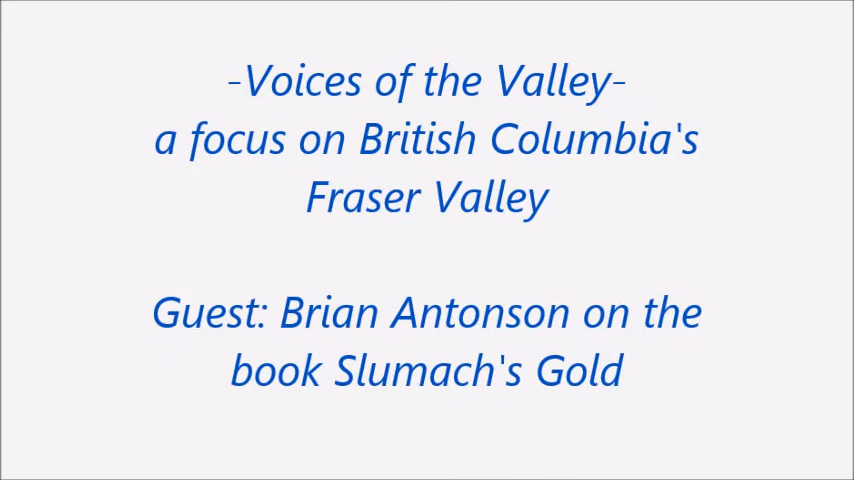 -Voices of the Valley-
a focus on British Columbia's
Fraser Valley
Guest: Brian Antonson on the
book Slumach's Gold